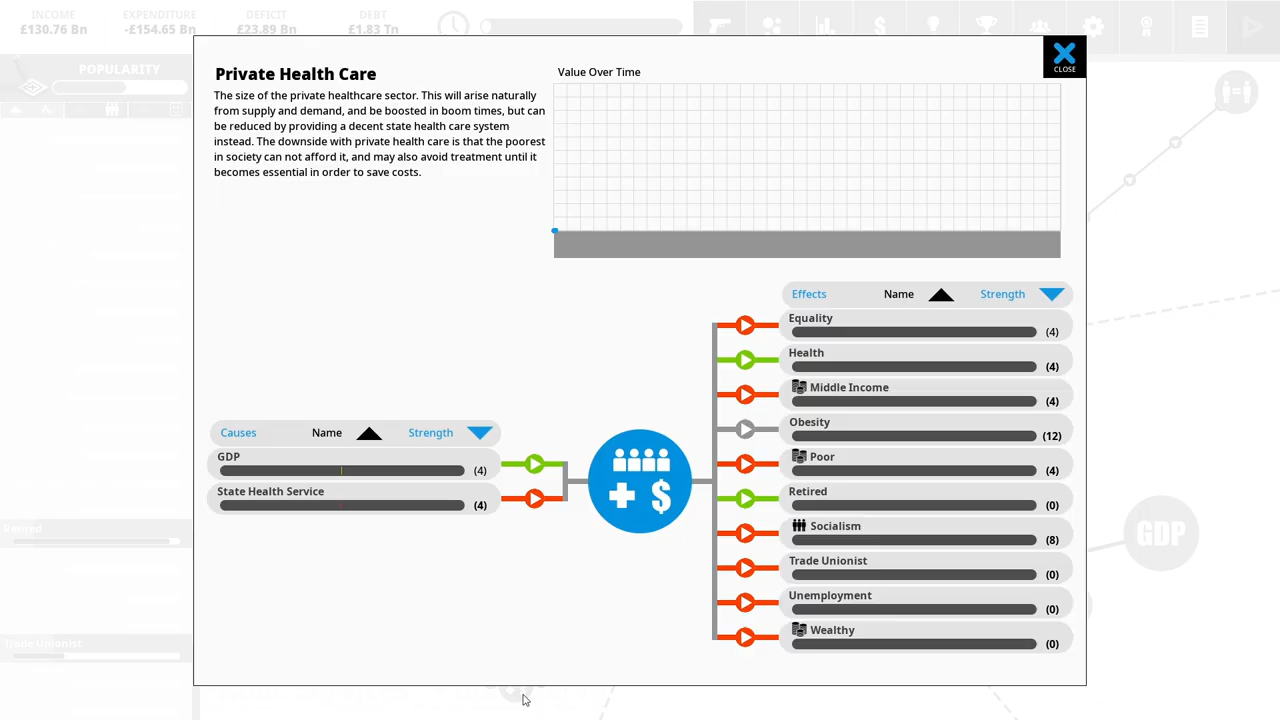 INCOME EXPENDITURE DEFICIT DEBT
£130.76 Bn -£154.65 Bn £23.89 Bn £1.83 Tn
POPULARITY
Private Health Care
The size of the private healthcare sector. This will arise naturally
from supply and demand, and be boosted in boom times, but can
be reduced by providing a decent state health care system
instead. The downside with private health care is that the poorest
in society can not afford it, and may also avoid treatment until it
becomes essential in order to save costs.
Value Over Time
CLOSE
Causes Name Strength
GDP
(4)
State Health Service
(4)
Effects Name Strength
Equality
(4)
Health
(4)
Middle Income
(4)
Obesity
(12)
Poor
(4)
Retired
(0)
Socialism
(8)
Trade Unionist
(0)
Unemployment
(0)
Wealthy
(0)
Retired
Trade Unionist
GDP